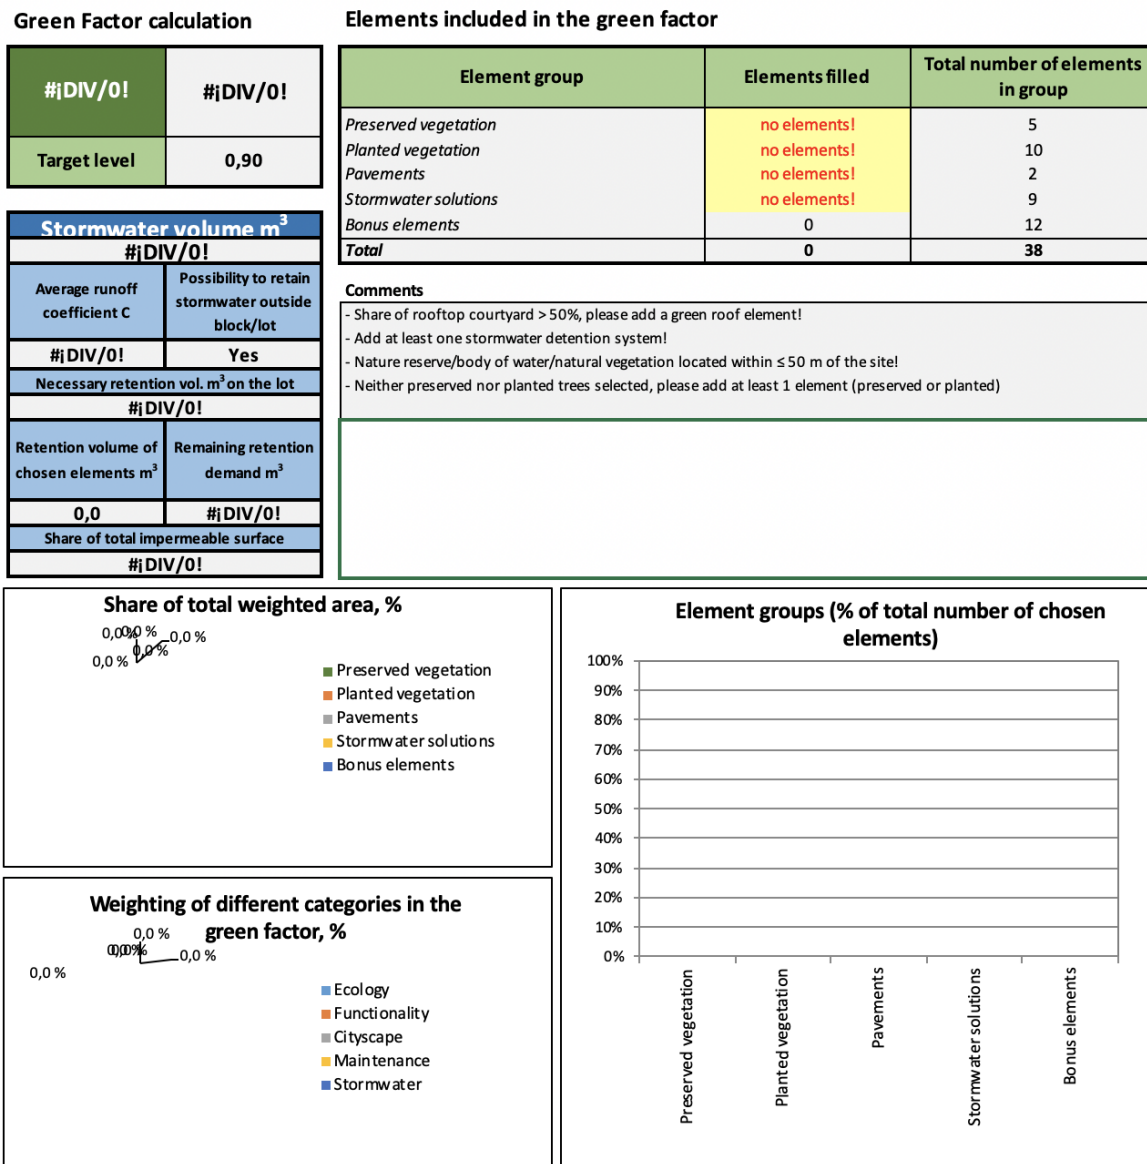 Green Factor calculation
#¡DIV/0!
#¡DIV/0!
Target level
0,90
Elements included in the green factor
Element group
Elements filled
Total number of elements
in group
Preserved vegetation
no elements!
5
Planted vegetation
no elements!
10
Pavements
no elements!
2
Stormwater solutions
no elements!
9
Bonus elements
0
12
Total
0
38
Stormwater volume m³
#¡DIV/0!
Average runoff
coefficient C
Possibility to retain
stormwater outside
block/lot
#¡DIV/0!
Yes
Necessary retention vol. m³ on the lot
#¡DIV/0!
Retention volume of
chosen elements m³
Remaining retention
demand m³
0,0
#¡DIV/0!
Share of total impermeable surface
#¡DIV/0!
Comments
- Share of rooftop courtyard > 50%, please add a green roof element!
- Add at least one stormwater detention system!
- Nature reserve/body of water/natural vegetation located within ≤ 50 m of the site!
- Neither preserved nor planted trees selected, please add at least 1 element (preserved or planted)
Share of total weighted area, %
0,0 %
0,0 %
0,0 %
0,0 %
0,0 %
Preserved vegetation
Planted vegetation
Pavements
Stormwater solutions
Bonus elements
Weighting of different categories in the
green factor, %
0,0 %
0,0 %
0,0 %
0,0 %
0,0 %
Ecology
Functionality
Cityscape
Maintenance
Stormwater
Element groups (% of total number of chosen
elements)
100%
90%
80%
70%
60%
50%
40%
30%
20%
10%
0%
Preserved vegetation
Planted vegetation
Pavements
Stormwater solutions
Bonus elements